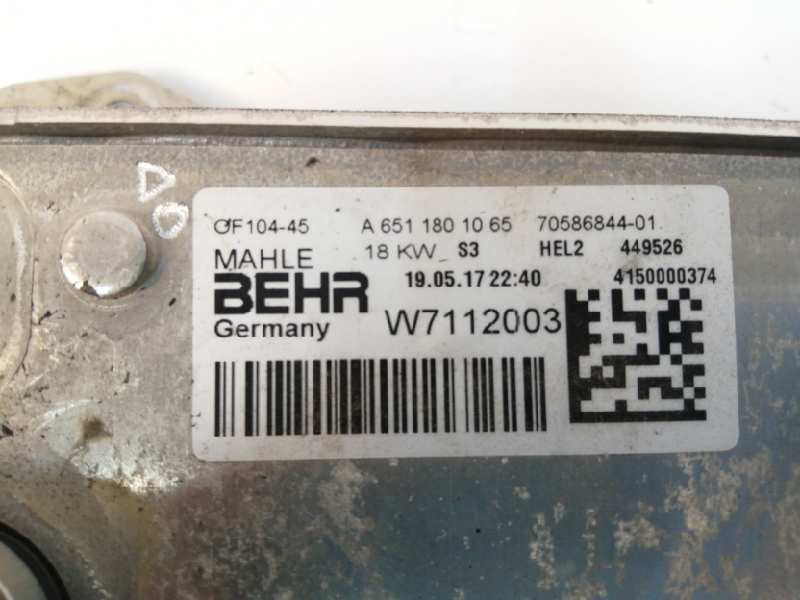 OF104-45 A 651 180 10 65 70586844-01
MAHLE 18 KW S3 HEL2 449526
BEHR 19.05.17 22:40 4150000374
Germany W7112003